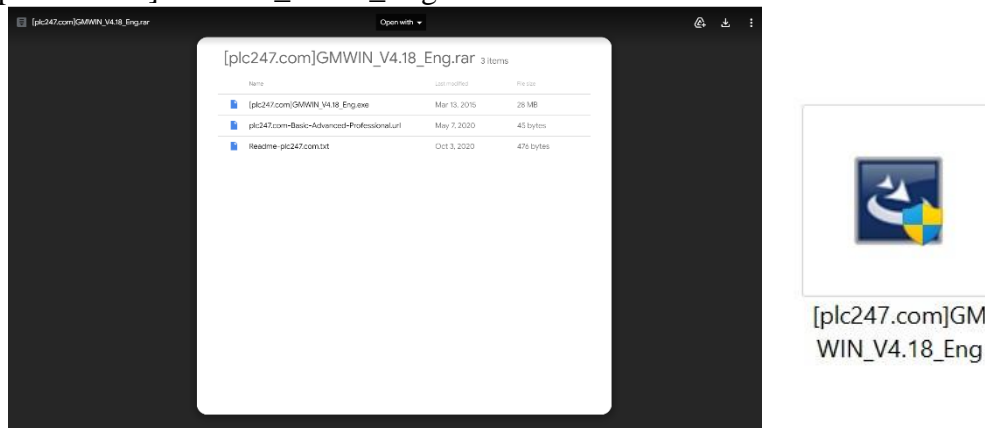 [plc247.com]GMWIN_V4.18_Eng.rar
Open with
[plc247.com]GMWIN_V4.18_Eng.rar 3 items
Name Last modified File size
[plc247.com]GMWIN_V4.18_Eng.exe Mar 13, 2015 28 MB
plc247.com-Basic-Advanced-Professional.url May 7, 2020 45 bytes
Readme-plc247.com.txt Oct 3, 2020 476 bytes
[plc247.com]GM
WIN_V4.18_Eng